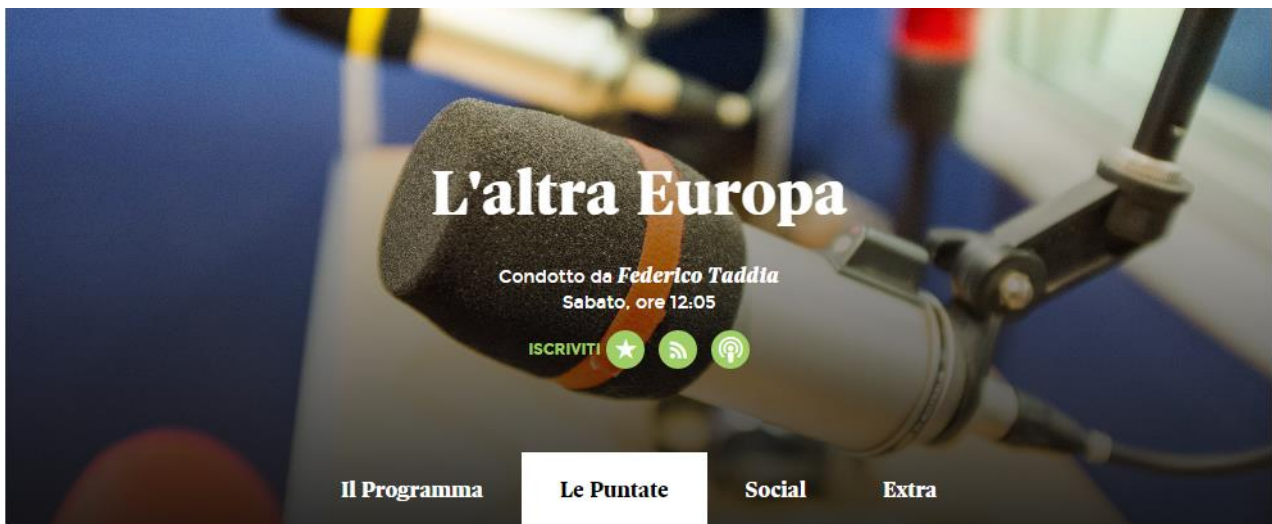 L'altra Europa
Condotto da Federico Taddia
Sabato, ore 12:05
ISCRIVITI
Il Programma Le Puntate Social Extra